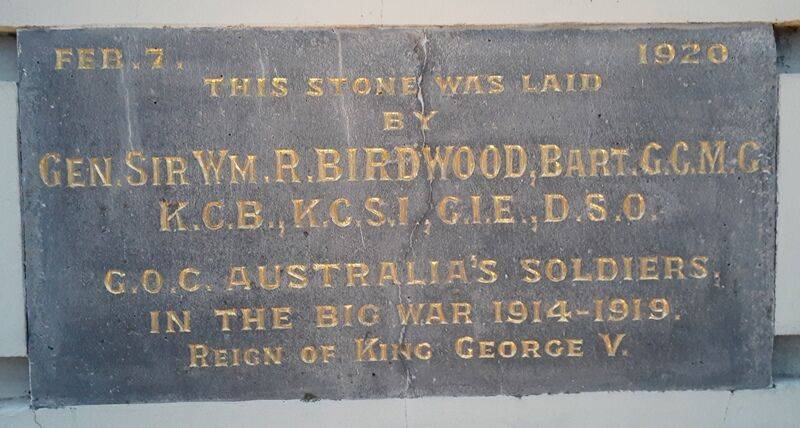 FEB. 7. 1920
THIS STONE WAS LAID
BY
GEN. SIR WM. R. BIRDWOOD, BART. G.C.M.G.
K.C.B., K.C.S.I, G.I.E., D.S.O.
G.O.C. AUSTRALIA'S SOLDIERS,
IN THE BIG WAR 1914-1919.
REIGN OF KING GEORGE V.